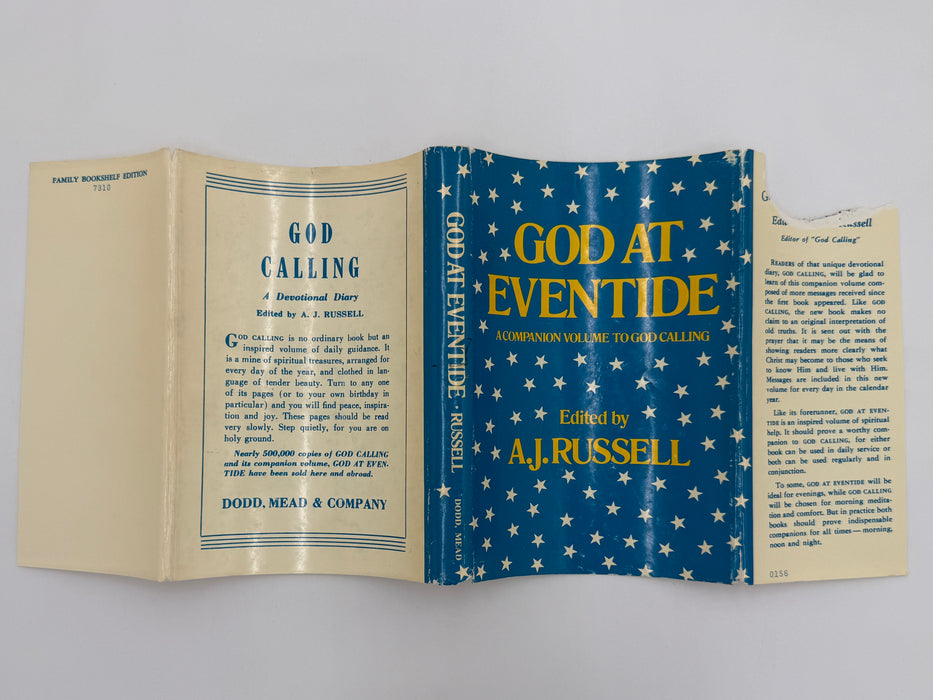 FAMILY BOOKSHELF EDITION
7310
GOD
CALLING
A Devotional Diary
Edited by A. J. RUSSELL
GOD CALLING is no ordinary book but an
inspired volume of daily guidance. It
is a mine of spiritual treasures, arranged for
every day of the year, and clothed in lan-
guage of tender beauty. Turn to any one
of its pages (or to your own birthday in
particular) and you will find peace, inspira-
tion and joy. These pages should be read
very slowly. Step quietly, for you are on
holy ground.
Nearly 500,000 copies of GOD CALLING
and its companion volume, GOD AT EVEN-
TIDE have been sold here and abroad.
DODD, MEAD & COMPANY
GOD AT EVENTIDE · RUSSELL
DODD, MEAD
GOD AT
EVENTIDE
A COMPANION VOLUME TO GOD CALLING
Edited by
A.J. RUSSELL
Editor of "God Calling"
READERS of that unique devotional
diary, GOD CALLING, will be glad to
learn of this companion volume com-
posed of more messages received since
the first book appeared. Like GOD
CALLING, the new book makes no
claim to an original interpretation of
old truths. It is sent out with the
prayer that it may be the means of
showing readers more clearly what
Christ may become to those who seek
to know Him and live with Him.
Messages are included in this new
volume for every day in the calendar
year.
Like its forerunner, GOD AT EVEN-
TIDE is an inspired volume of spiritual
help. It should prove a worthy com-
panion to GOD CALLING, for either
book can be used in daily service or
both can be used regularly and in
conjunction.
To some, GOD AT EVENTIDE will be
ideal for evenings, while GOD CALLING
will be chosen for morning medita-
tion and comfort. But in practice both
books should prove indispensable
companions for all times—morning,
noon and night.
0156